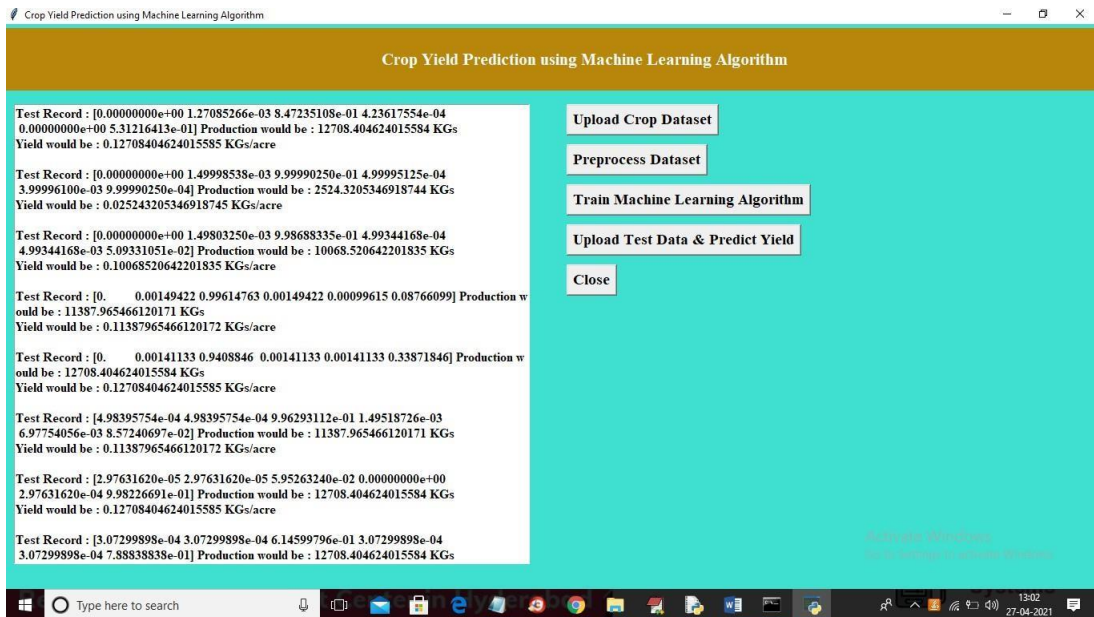 Crop Yield Prediction using Machine Learning Algorithm
Crop Yield Prediction using Machine Learning Algorithm
Test Record : [0.00000000e+00 1.27085266e-03 8.47235108e-01 4.23617554e-04
0.00000000e+00 5.31216413e-01] Production would be : 12708.404624015584 KGs
Yield would be : 0.12708404624015585 KGs/acre
Test Record : [0.00000000e+00 1.49998538e-03 9.99990250e-01 4.99995125e-04
3.99996100e-03 9.99990250e-04] Production would be : 2524.3205346918744 KGs
Yield would be : 0.025243205346918745 KGs/acre
Test Record : [0.00000000e+00 1.49803250e-03 9.98688335e-01 4.99344168e-04
4.99344168e-03 5.09331051e-02] Production would be : 10068.520642201835 KGs
Yield would be : 0.10068520642201835 KGs/acre
Test Record : [0. 0.00149422 0.99614763 0.00149422 0.00099615 0.08766099] Production w
ould be : 11387.965466120171 KGs
Yield would be : 0.11387965466120172 KGs/acre
Test Record : [0. 0.00141133 0.9408846 0.00141133 0.00141133 0.33871846] Production w
ould be : 12708.404624015584 KGs
Yield would be : 0.12708404624015585 KGs/acre
Test Record : [4.98395754e-04 4.98395754e-04 9.96293112e-01 1.49518726e-03
6.97754056e-03 8.57240697e-02] Production would be : 11387.965466120171 KGs
Yield would be : 0.11387965466120172 KGs/acre
Test Record : [2.97631620e-05 2.97631620e-05 5.95263240e-02 0.00000000e+00
2.97631620e-04 9.98226691e-01] Production would be : 12708.404624015584 KGs
Yield would be : 0.12708404624015585 KGs/acre
Test Record : [3.07299898e-04 3.07299898e-04 6.14599796e-01 3.07299898e-04
3.07299898e-04 7.88838838e-01] Production would be : 12708.404624015584 KGs
Upload Crop Dataset
Preprocess Dataset
Train Machine Learning Algorithm
Upload Test Data & Predict Yield
Close
Activate Windows
Type here to search
13:02
27-04-2021